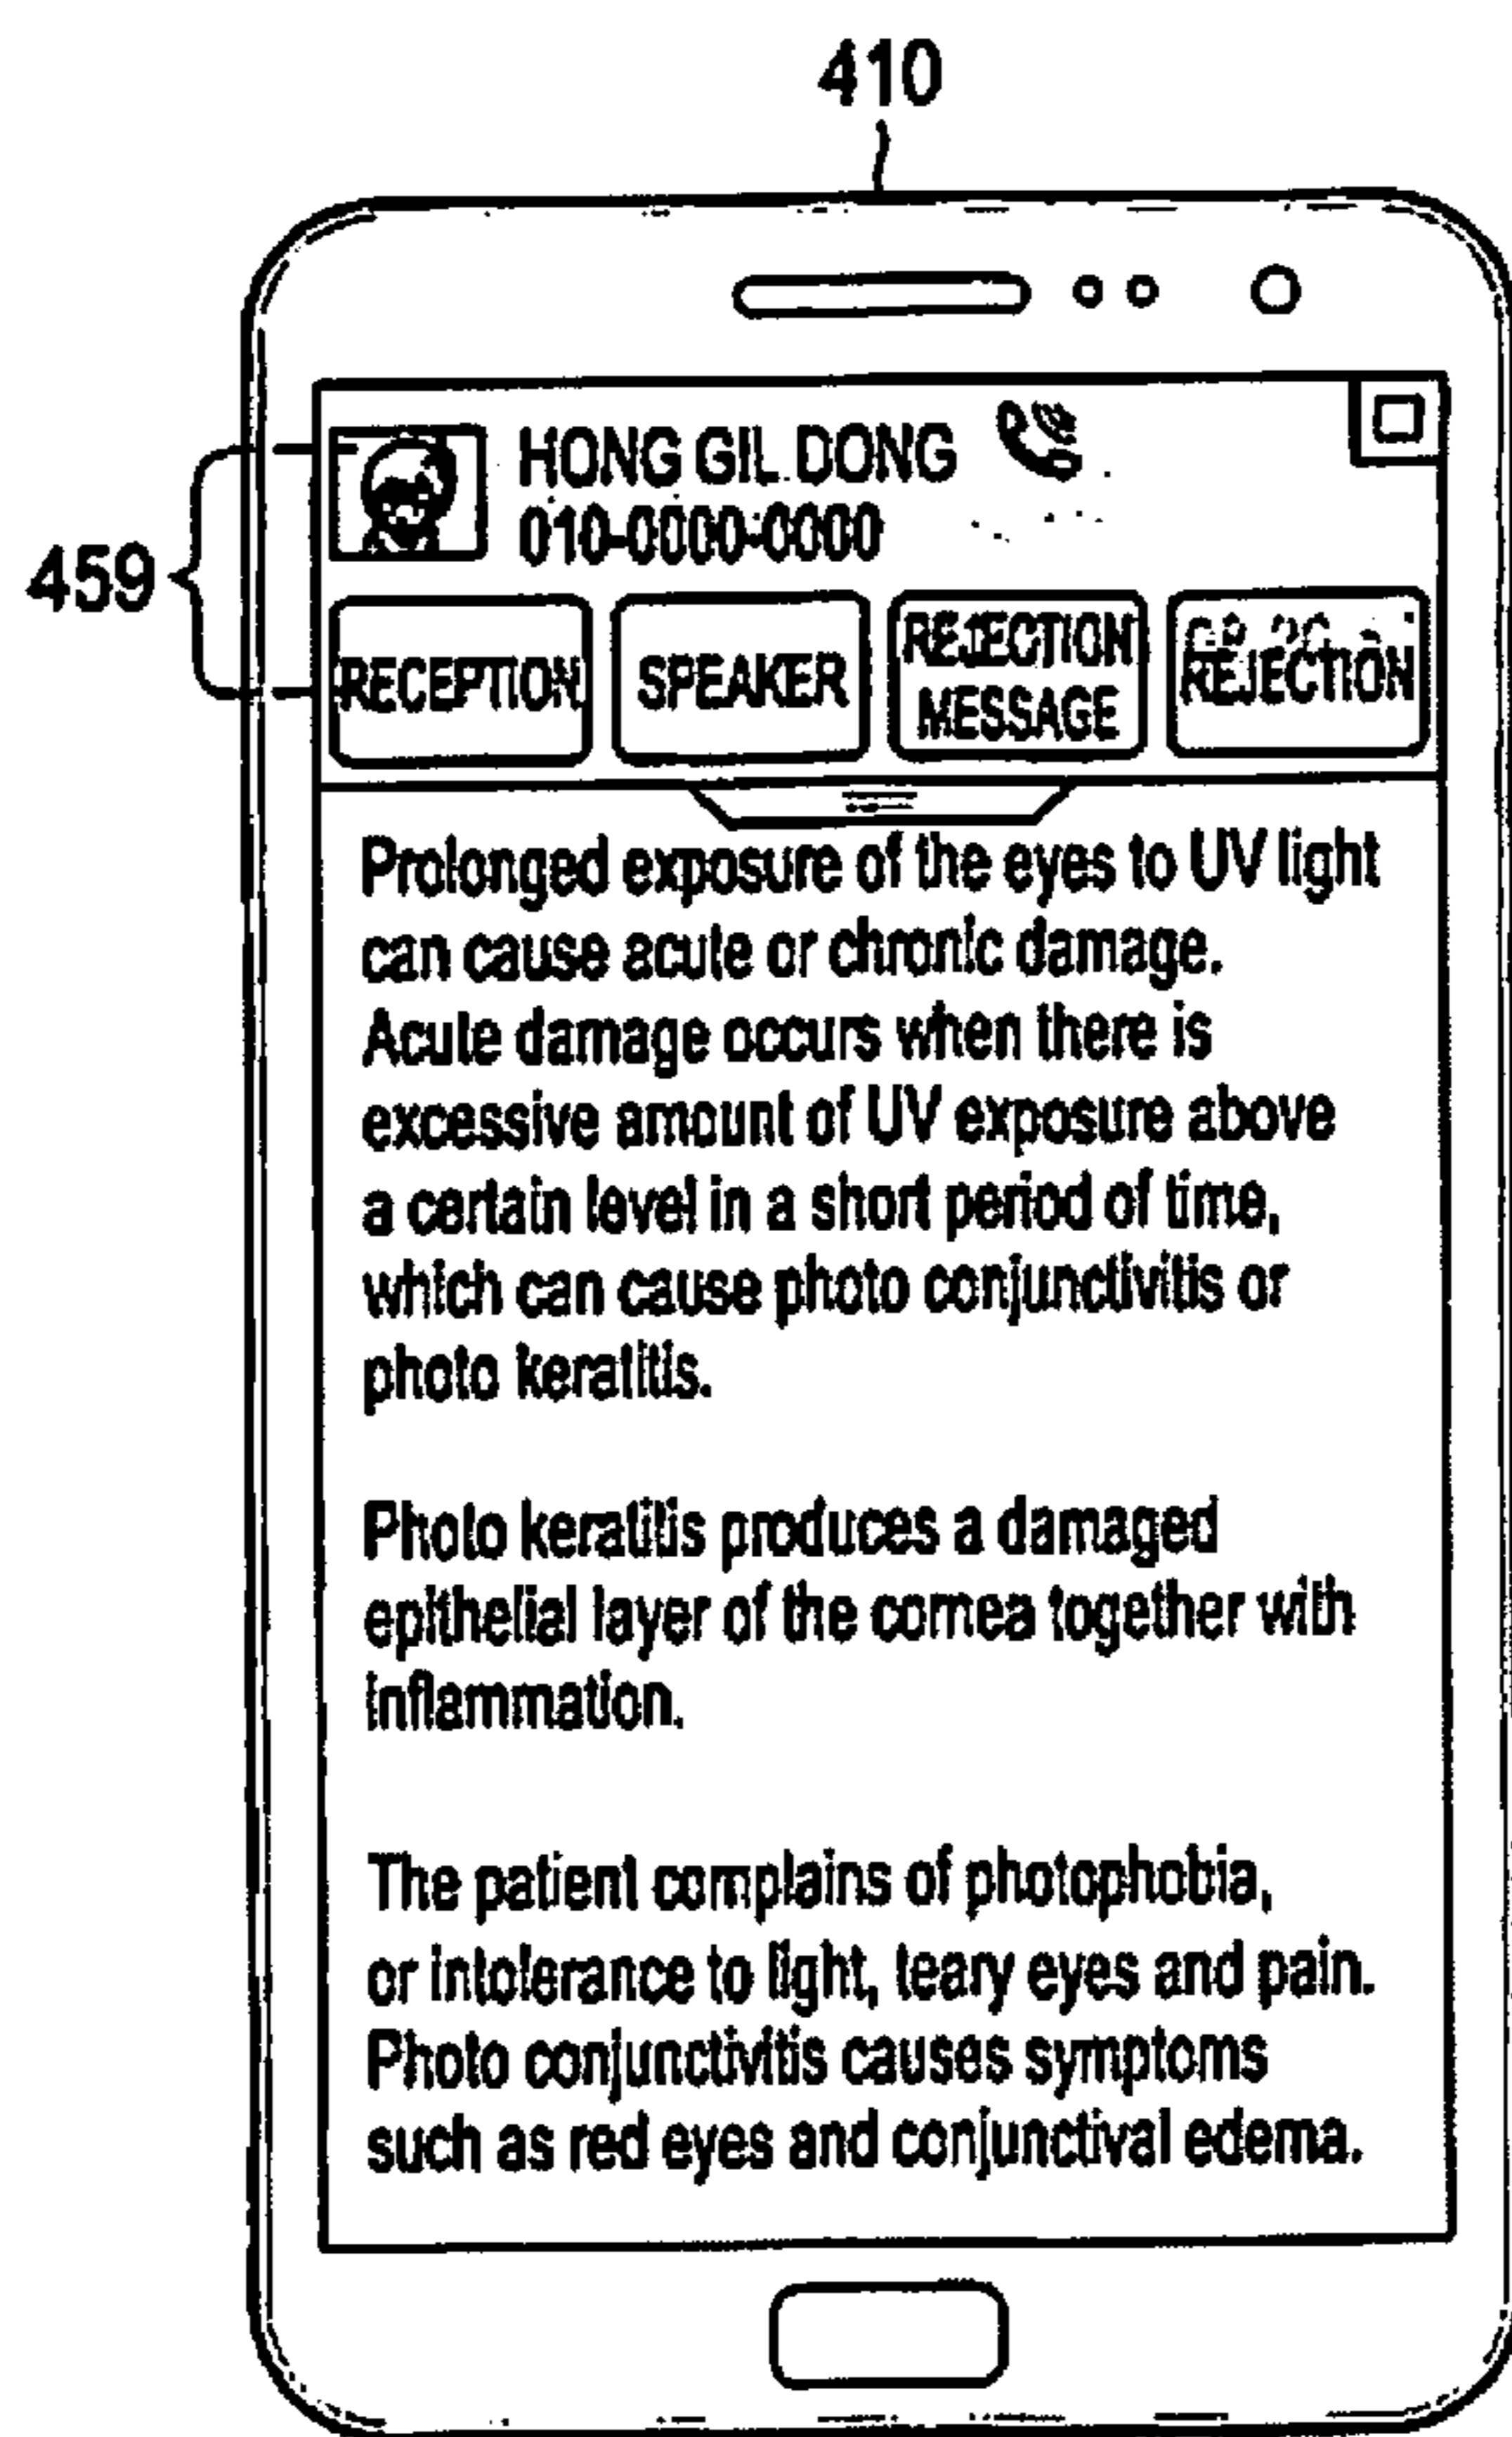 410
HONG GIL DONG
010-0000-0000
459
RECEPTION
SPEAKER
REJECTION
MESSAGE
REJECTION
Prolonged exposure of the eyes to UV light
can cause acute or chronic damage.
Acute damage occurs when there is
excessive amount of UV exposure above
a certain level in a short period of time,
which can cause photo conjunctivitis or
photo keratitis.
Photo keratitis produces a damaged
epithelial layer of the cornea together with
inflammation.
The patient complains of photophobia,
or intolerance to light, teary eyes and pain.
Photo conjunctivitis causes symptoms
such as red eyes and conjunctival edema.